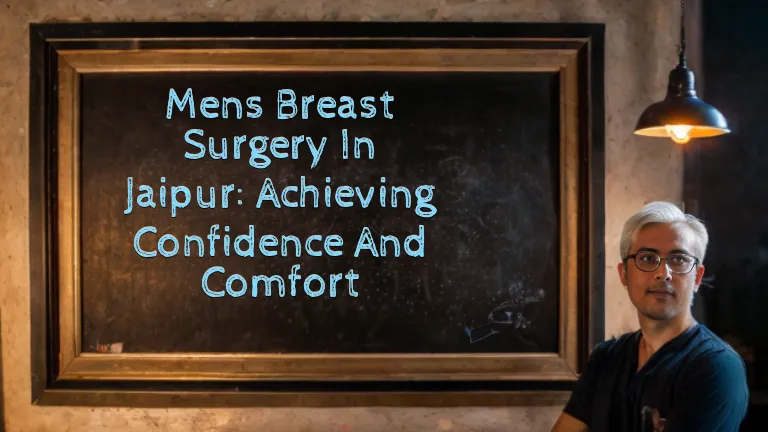 Mens Breast
Surgery In
Jaipur: Achieving
Confidence And
Comfort